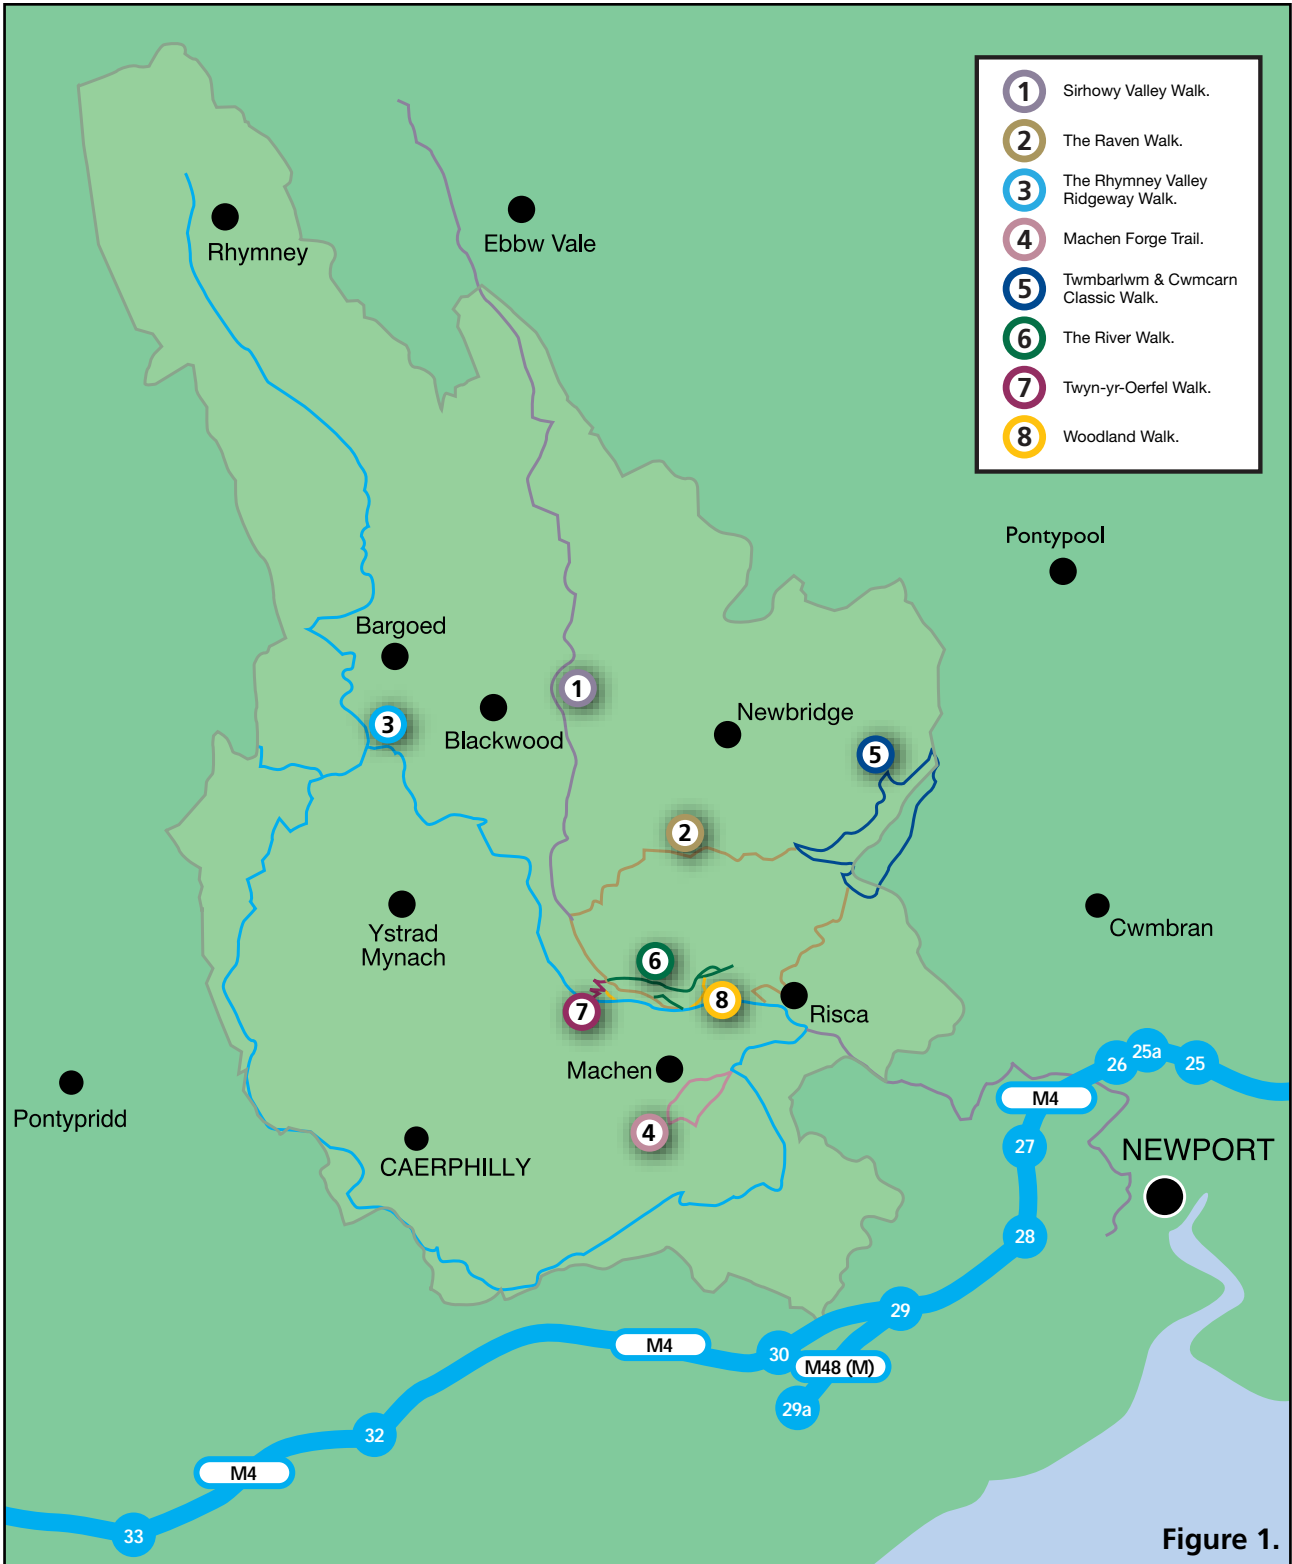 1 Sirhowy Valley Walk.
2 The Raven Walk.
3 The Rhymney Valley
Ridgeway Walk.
4 Machen Forge Trail.
5 Twmbarlwm & Cwmcarn
Classic Walk.
6 The River Walk.
7 Twyn-yr-Oerfel Walk.
8 Woodland Walk.
Rhymney
Ebbw Vale
Pontypool
Bargoed
1
3
Blackwood
Newbridge
5
2
Ystrad
Mynach
Cwmbran
6
7
8
Risca
Machen
26
25a
25
M4
Pontypridd
4
CAERPHILLY
27
NEWPORT
28
29
M4
30
M48 (M)
29a
32
M4
33
Figure 1.